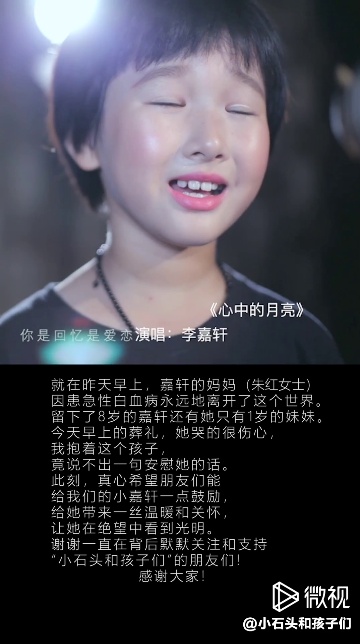 《心中的月亮》
你是回忆是爱恋演唱：李嘉轩
就在昨天早上，嘉轩的妈妈（朱红女士）
因患急性白血病永远地离开了这个世界。
留下了8岁的嘉轩还有她只有1岁的妹妹。
今天早上的葬礼，她哭的很伤心，
我抱着这个孩子，
竟说不出一句安慰她的话。
此刻，真心希望朋友们能
给我们的小嘉轩一点鼓励，
给她带来一丝温暖和关怀，
让她在绝望中看到光明。
谢谢一直在背后默默关注和支持
“小石头和孩子们”的朋友们！
感谢大家！
微视
@小石头和孩子们